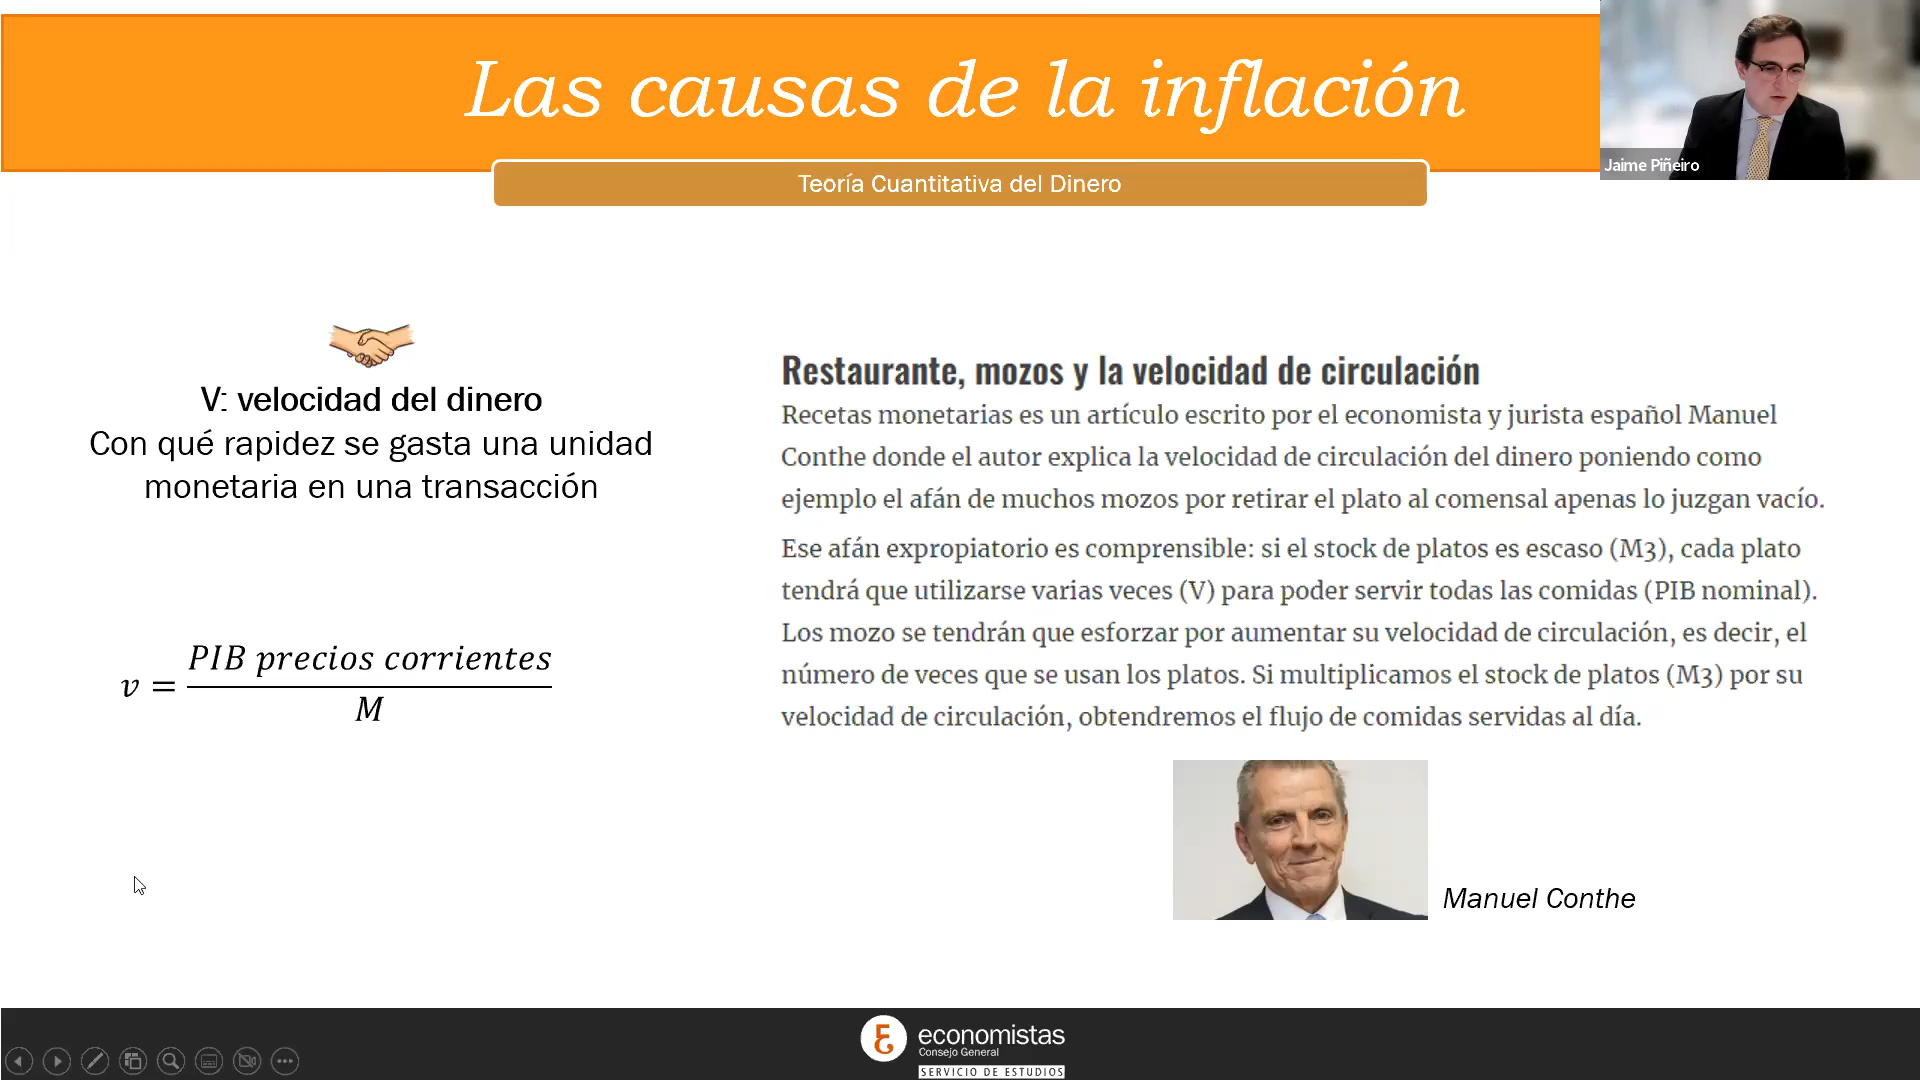 Las causas de la inflación
Jaime Piñeiro
Teoría Cuantitativa del Dinero
V: velocidad del dinero
Con qué rapidez se gasta una unidad
monetaria en una transacción
v = PIB precios corrientes / M
Restaurante, mozos y la velocidad de circulación
Recetas monetarias es un artículo escrito por el economista y jurista español Manuel
Conthe donde el autor explica la velocidad de circulación del dinero poniendo como
ejemplo el afán de muchos mozos por retirar el plato al comensal apenas lo juzgan vacío.
Ese afán expropiatorio es comprensible: si el stock de platos es escaso (M3), cada plato
tendrá que utilizarse varias veces (V) para poder servir todas las comidas (PIB nominal).
Los mozo se tendrán que esforzar por aumentar su velocidad de circulación, es decir, el
número de veces que se usan los platos. Si multiplicamos el stock de platos (M3) por su
velocidad de circulación, obtendremos el flujo de comidas servidas al día.
Manuel Conthe
economistas
Consejo General
SERVICIO DE ESTUDIOS